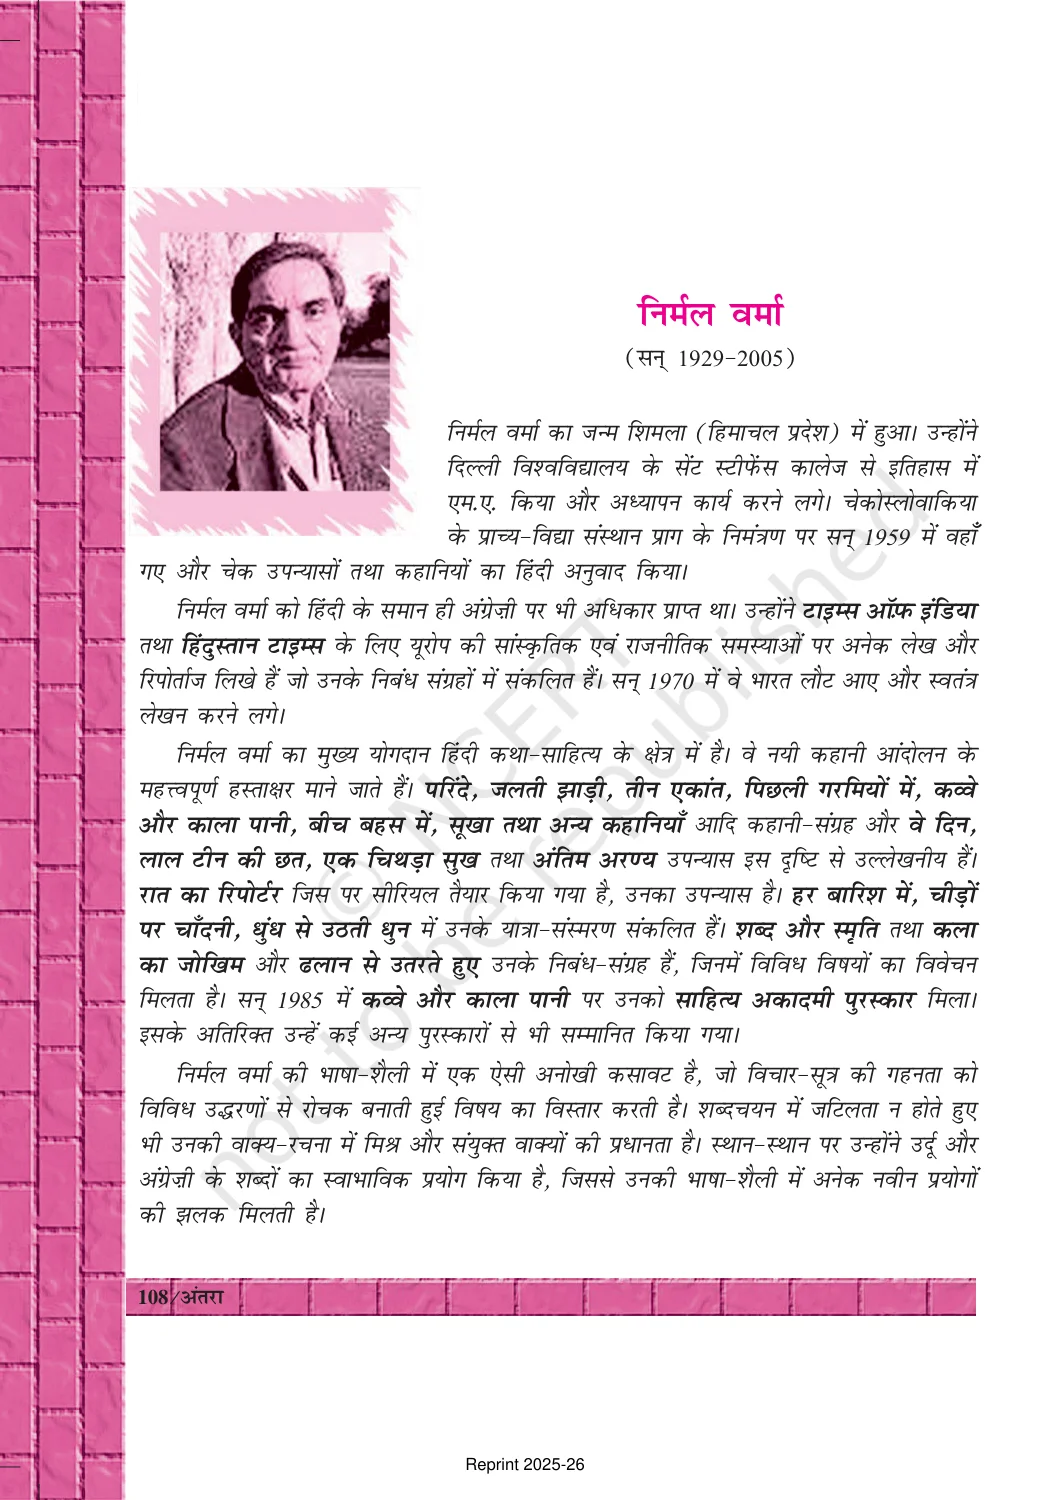 निर्मल वर्मा
(सन् 1929-2005)
निर्मल वर्मा का जन्म शिमला (हिमाचल प्रदेश) में हुआ। उन्होंने
दिल्ली विश्वविद्यालय के सेंट स्टीफेंस कालेज से इतिहास में
एम.ए. किया और अध्यापन कार्य करने लगे। चेकोस्लोवाकिया
के प्राच्य-विद्या संस्थान प्राग के निमंत्रण पर सन् 1959 में वहाँ
गए और चेक उपन्यासों तथा कहानियों का हिंदी अनुवाद किया।
निर्मल वर्मा को हिंदी के समान ही अंग्रेज़ी पर भी अधिकार प्राप्त था। उन्होंने टाइम्स ऑफ़ इंडिया
तथा हिंदुस्तान टाइम्स के लिए यूरोप की सांस्कृतिक एवं राजनीतिक समस्याओं पर अनेक लेख और
रिपोर्ताज लिखे हैं जो उनके निबंध संग्रहों में संकलित हैं। सन् 1970 में वे भारत लौट आए और स्वतंत्र
लेखन करने लगे।
निर्मल वर्मा का मुख्य योगदान हिंदी कथा-साहित्य के क्षेत्र में है। वे नयी कहानी आंदोलन के
महत्त्वपूर्ण हस्ताक्षर माने जाते हैं। परिंदे, जलती झाड़ी, तीन एकांत, पिछली गरमियों में, कव्वे
और काला पानी, बीच बहस में, सूखा तथा अन्य कहानियाँ आदि कहानी-संग्रह और वे दिन,
लाल टीन की छत, एक चिथड़ा सुख तथा अंतिम अरण्य उपन्यास इस दृष्टि से उल्लेखनीय हैं।
रात का रिपोर्टर जिस पर सीरियल तैयार किया गया है, उनका उपन्यास है। हर बारिश में, चीड़ों
पर चाँदनी, धुंध से उठती धुन में उनके यात्रा-संस्मरण संकलित हैं। शब्द और स्मृति तथा कला
का जोखिम और ढलान से उतरते हुए उनके निबंध-संग्रह हैं, जिनमें विविध विषयों का विवेचन
मिलता है। सन् 1985 में कव्वे और काला पानी पर उनको साहित्य अकादमी पुरस्कार मिला।
इसके अतिरिक्त उन्हें कई अन्य पुरस्कारों से भी सम्मानित किया गया।
निर्मल वर्मा की भाषा-शैली में एक ऐसी अनोखी कसावट है, जो विचार-सूत्र की गहनता को
विविध उद्धरणों से रोचक बनाती हुई विषय का विस्तार करती है। शब्दचयन में जटिलता न होते हुए
भी उनकी वाक्य-रचना में मिश्र और संयुक्त वाक्यों की प्रधानता है। स्थान-स्थान पर उन्होंने उर्दू और
अंग्रेज़ी के शब्दों का स्वाभाविक प्रयोग किया है, जिससे उनकी भाषा-शैली में अनेक नवीन प्रयोगों
की झलक मिलती है।
© NCERT
not to be republished
108/अंतरा
Reprint 2025-26